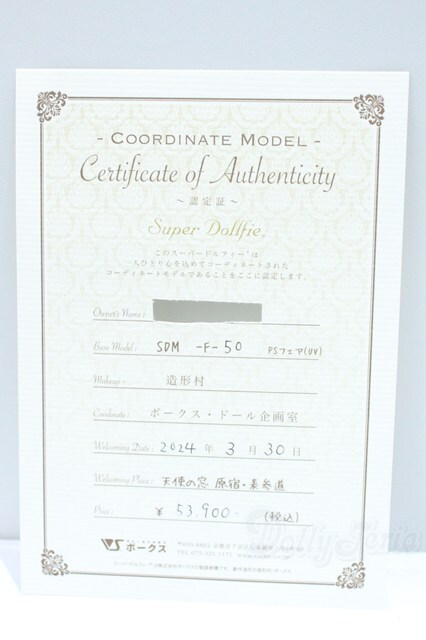 - COORDINATE MODEL -
Certificate of Authenticity
～認定証～
Super Dollfie®
このスーパードルフィー®は
人ひとり心を込めてコーディネートされた
コーディネートモデルであることをここに認定します。
Owner's Name :
Base Model : SDM -F-50 PSフェア(UV)
Makeup : 造形村
Coordinate : ボークス・ドール企画室
Welcoming Date : 2024 年 3 月 30 日
Welcoming Place : 天使の窓 原宿・表参道
Price : ¥ 53,900- (税込)
VS ボークス
Dolly Teria